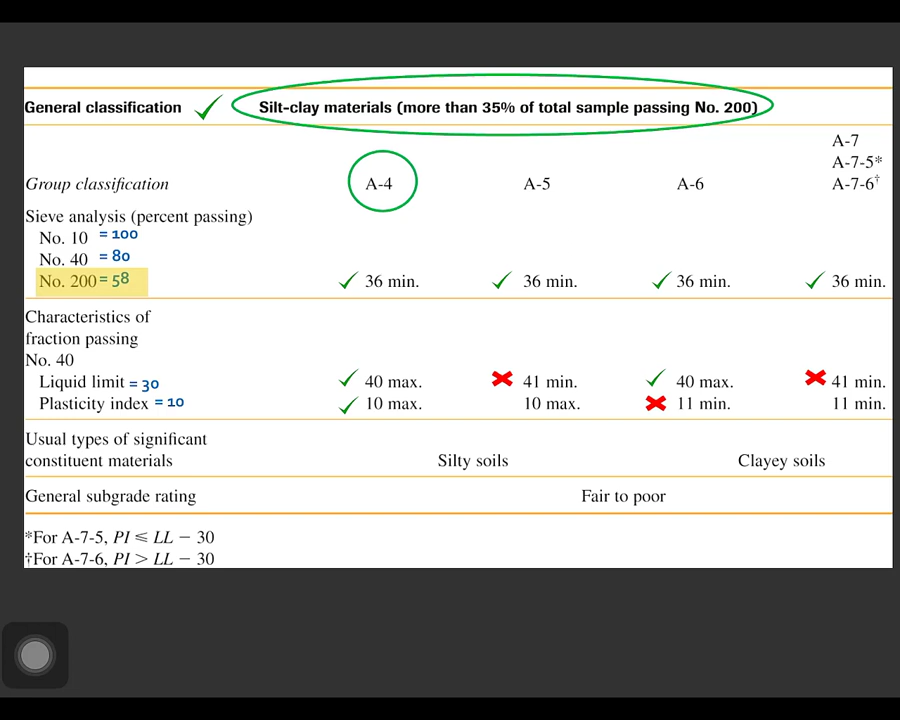 General classification Silt-clay materials (more than 35% of total sample passing No. 200)
A-7
A-7-5*
Group classification A-4 A-5 A-6 A-7-6†
Sieve analysis (percent passing)
No. 10 = 100
No. 40 = 80
No. 200 = 58 36 min. 36 min. 36 min. 36 min.
Characteristics of
fraction passing
No. 40
Liquid limit = 30 40 max. 41 min. 40 max. 41 min.
Plasticity index = 10 10 max. 10 max. 11 min. 11 min.
Usual types of significant
constituent materials Silty soils Clayey soils
General subgrade rating Fair to poor
*For A-7-5, PI ≤ LL − 30
†For A-7-6, PI > LL − 30